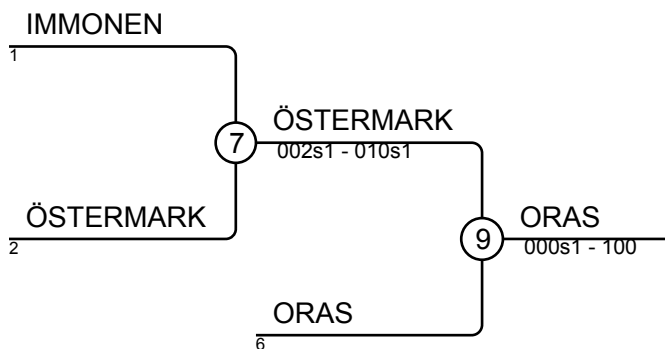 IMMONEN
1
7
ÖSTERMARK
002s1 - 010s1
ÖSTERMARK
2
9
ORAS
000s1 - 100
ORAS
6